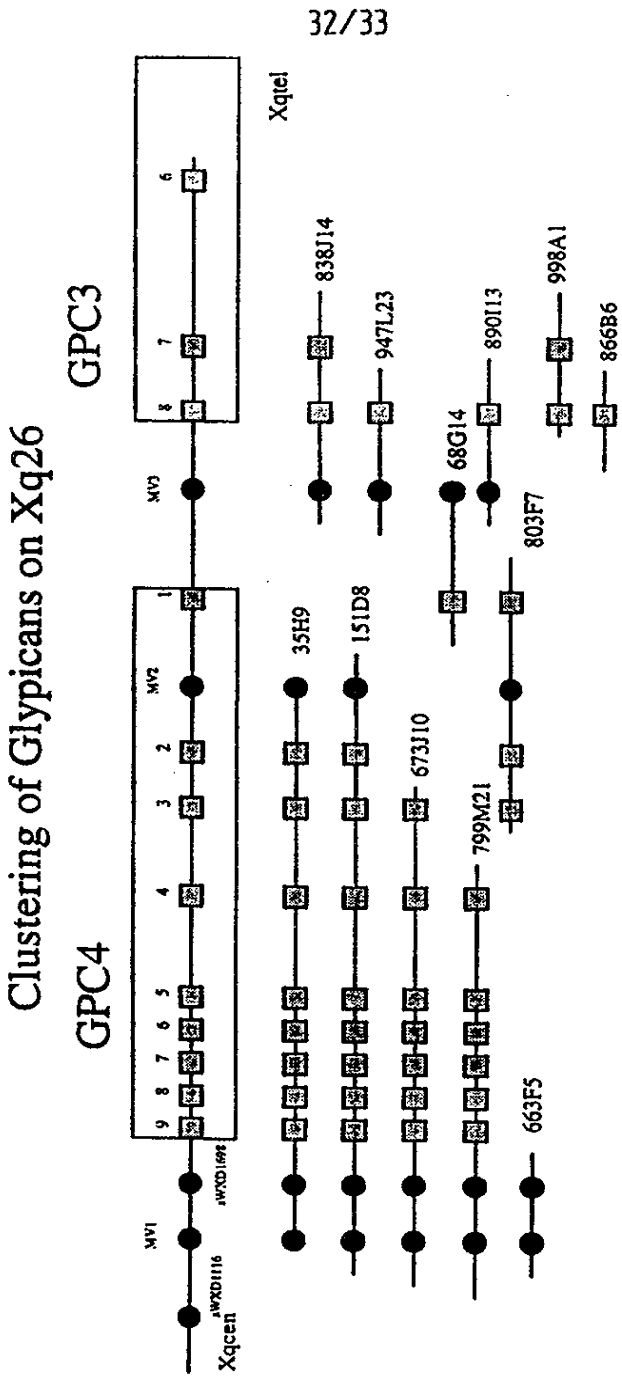 32/33
Clustering of Glypicans on Xq26
GPC4
GPC3
MV1
9
8
7
6
5
4
3
2
MV2
1
MV3
8
7
6
sWXD1116
sWXD1698
Xqcen
Xqtel
35H9
838J14
151D8
947L23
673J10
68G14
890I13
799M21
803F7
998A1
663F5
866B6